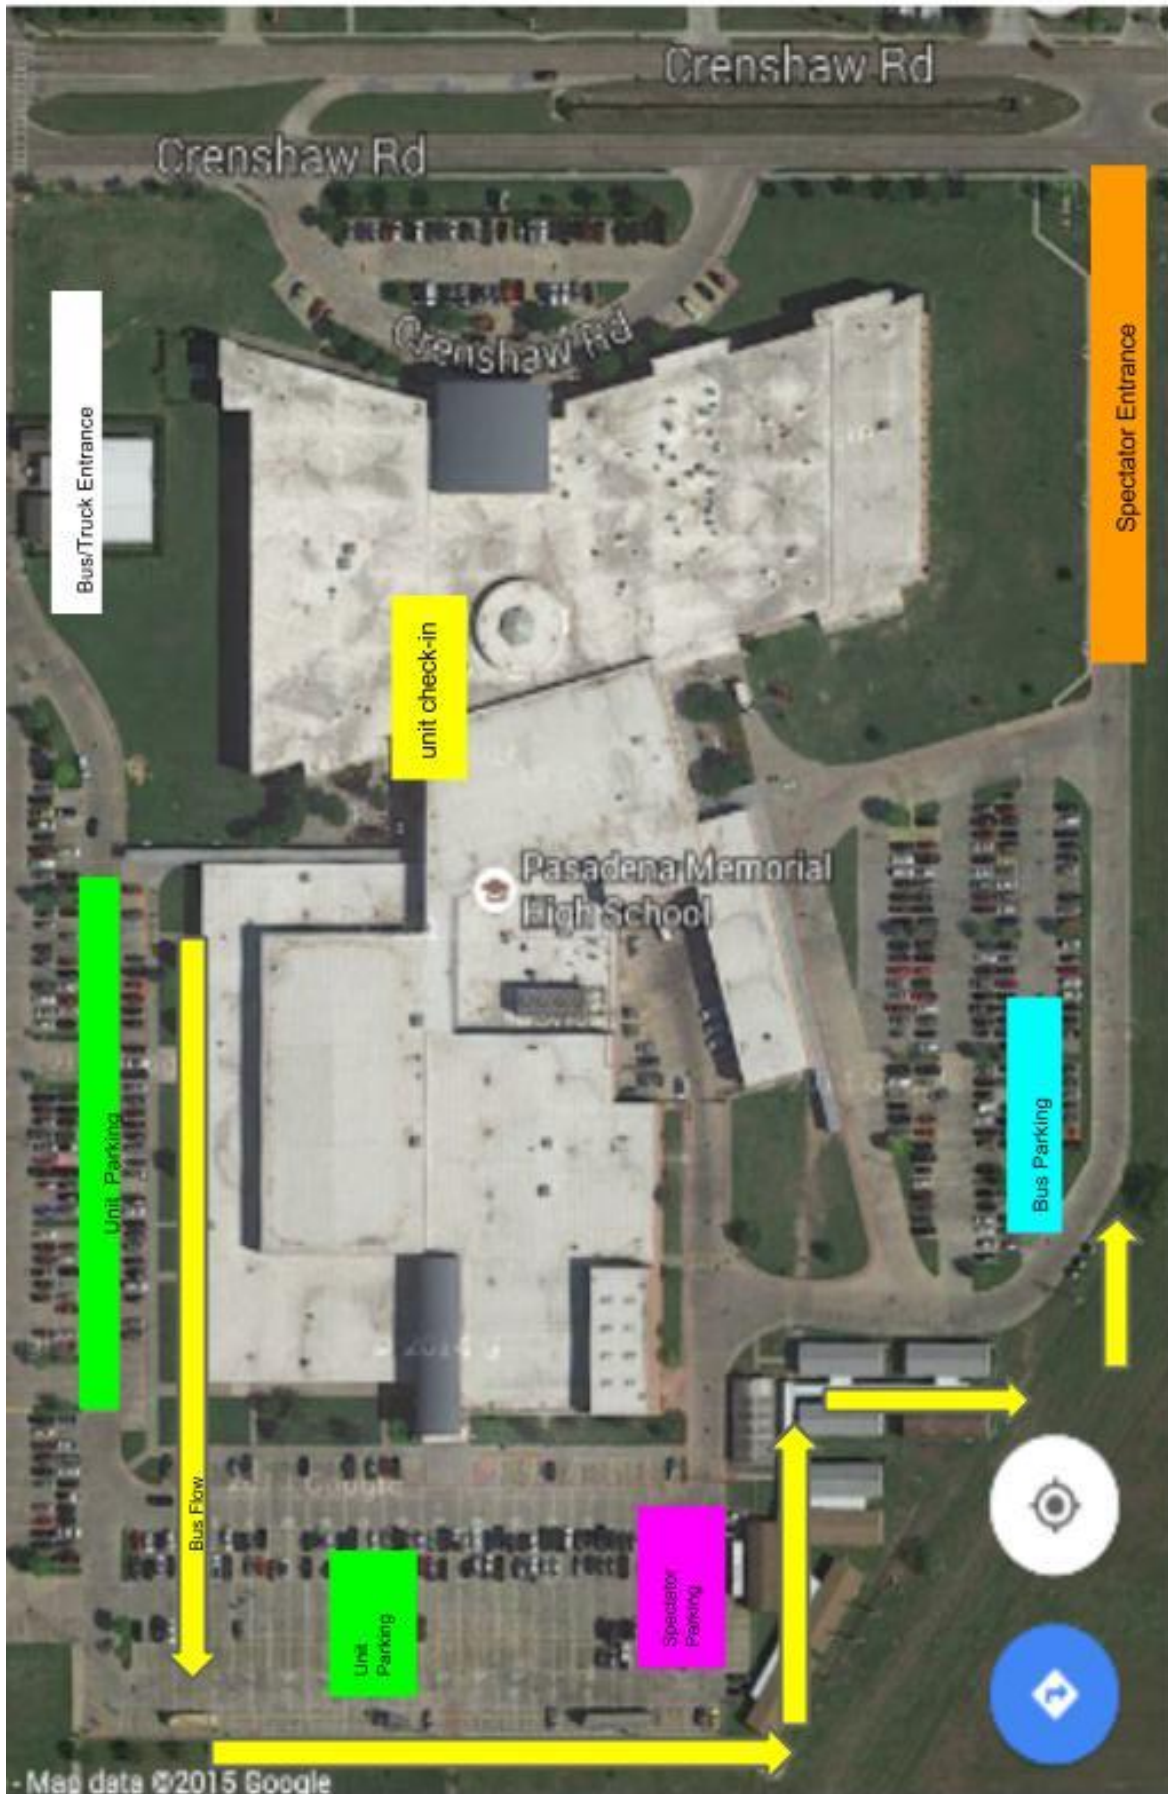 Crenshaw Rd
Crenshaw Rd
Crenshaw Rd
Bus/Truck Entrance
Spectator Entrance
unit check-in
Pasadena Memorial
High School
Unit Parking
Bus Parking
Bus Flow
Google
Unit
Parking
Spectator
Parking
- Map data ©2015 Google